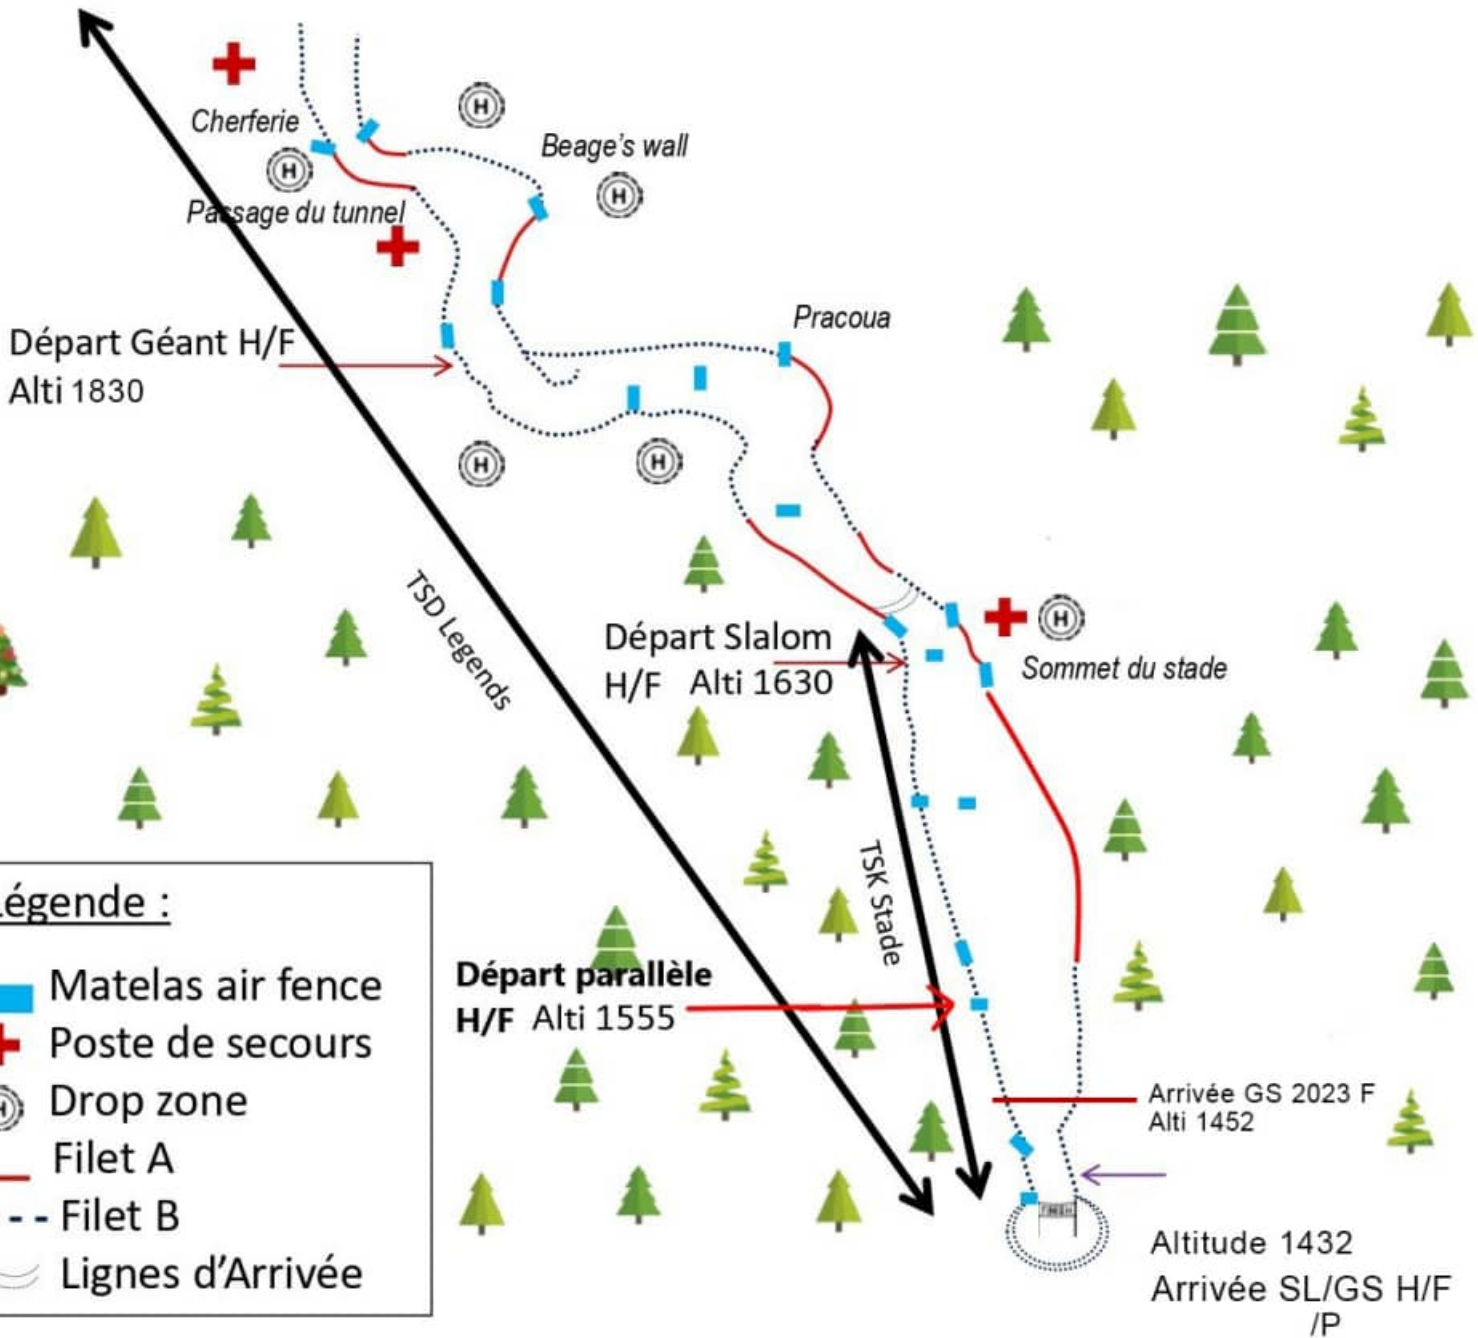 Cherferie
H
Beage's wall
H
H
Passage du tunnel
Pracoua
Départ Géant H/F
Alti 1830
H
H
TSD Legends
Départ Slalom
H/F Alti 1630
H
Sommet du stade
TSK Stade
Départ parallèle
H/F Alti 1555
Arrivée GS 2023 F
Alti 1452
Altitude 1432
Arrivée SL/GS H/F
/P
Légende :
Matelas air fence
Poste de secours
H
Drop zone
Filet A
Filet B
Lignes d'Arrivée